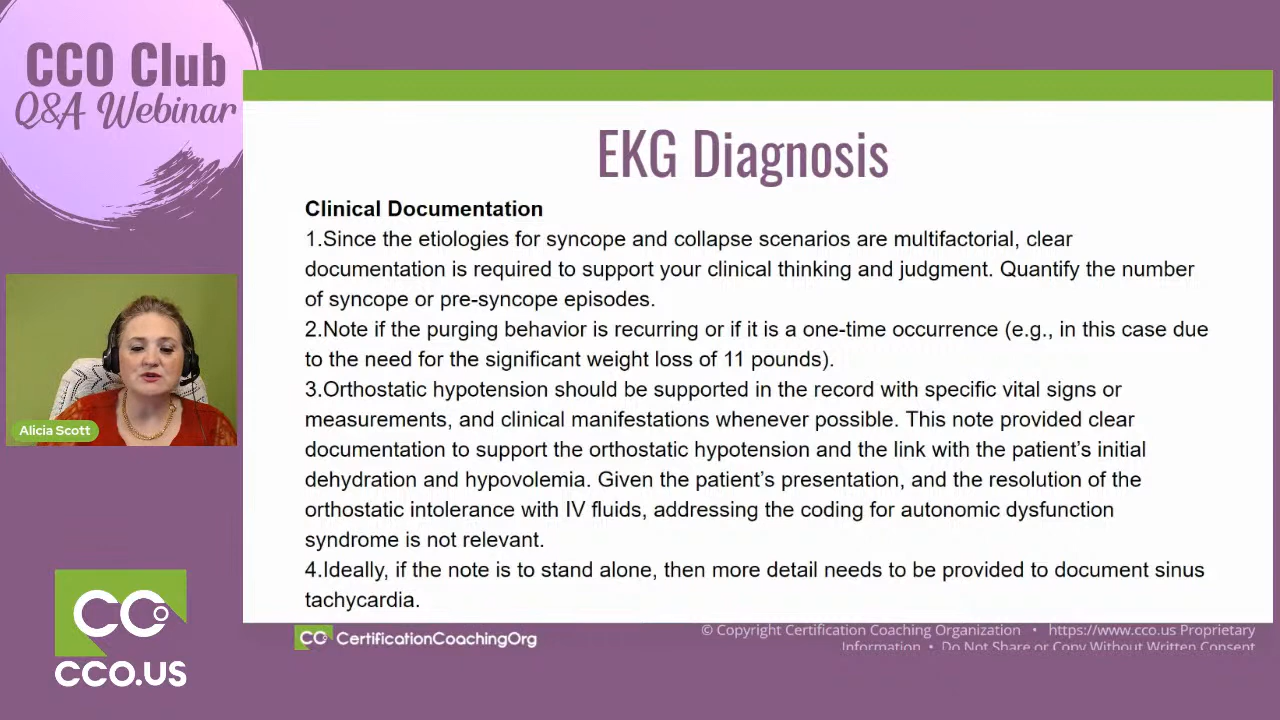 CCO Club
Q&A Webinar
EKG Diagnosis
Clinical Documentation
1.Since the etiologies for syncope and collapse scenarios are multifactorial, clear
documentation is required to support your clinical thinking and judgment. Quantify the number
of syncope or pre-syncope episodes.
2.Note if the purging behavior is recurring or if it is a one-time occurrence (e.g., in this case due
to the need for the significant weight loss of 11 pounds).
3.Orthostatic hypotension should be supported in the record with specific vital signs or
measurements, and clinical manifestations whenever possible. This note provided clear
documentation to support the orthostatic hypotension and the link with the patient's initial
dehydration and hypovolemia. Given the patient's presentation, and the resolution of the
orthostatic intolerance with IV fluids, addressing the coding for autonomic dysfunction
syndrome is not relevant.
4.Ideally, if the note is to stand alone, then more detail needs to be provided to document sinus
tachycardia.
Alicia Scott
CCO
CCO.US
CCO CertificationCoachingOrg
© Copyright Certification Coaching Organization • https://www.cco.us Proprietary
Information • Do Not Share or Copy Without Written Consent